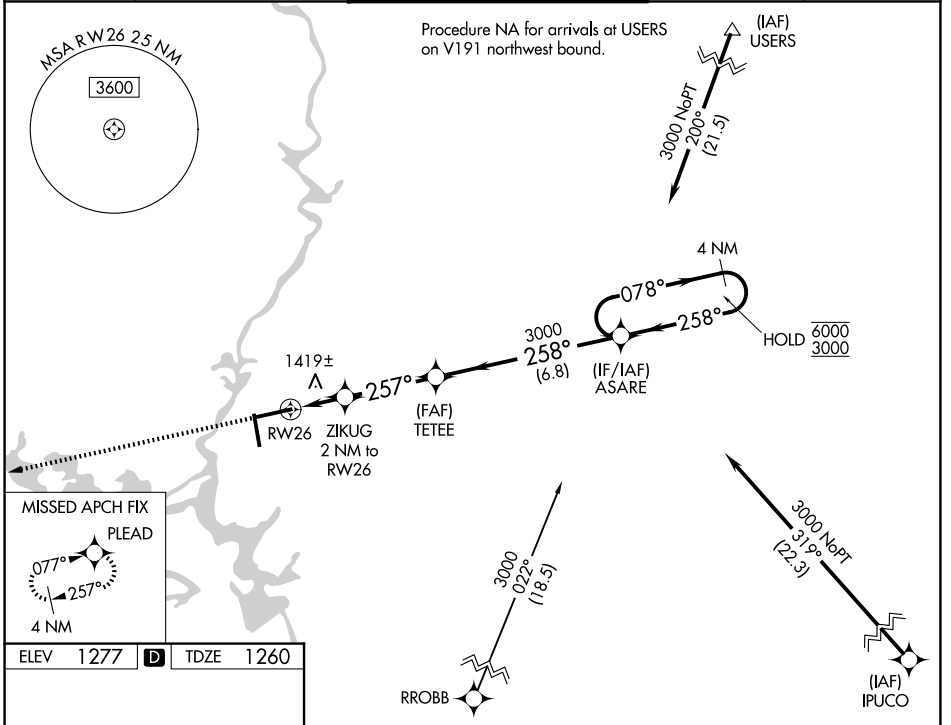 MSA RW26 25 NM
3600
Procedure NA for arrivals at USERS
on V191 northwest bound.
(IAF)
USERS
3000 NoPT
200°
(21.5)
4 NM
078°
258°
HOLD 6000
3000
3000
258°
(6.8)
(IF/IAF)
ASARE
1419±
257°
(FAF)
TETEE
RW26
ZIKUG
2 NM to
RW26
MISSED APCH FIX
PLEAD
077°
257°
4 NM
3000
022°
(18.5)
RROBB
3000 NoPT
319°
(22.3)
(IAF)
IPUCO
ELEV 1277 D TDZE 1260